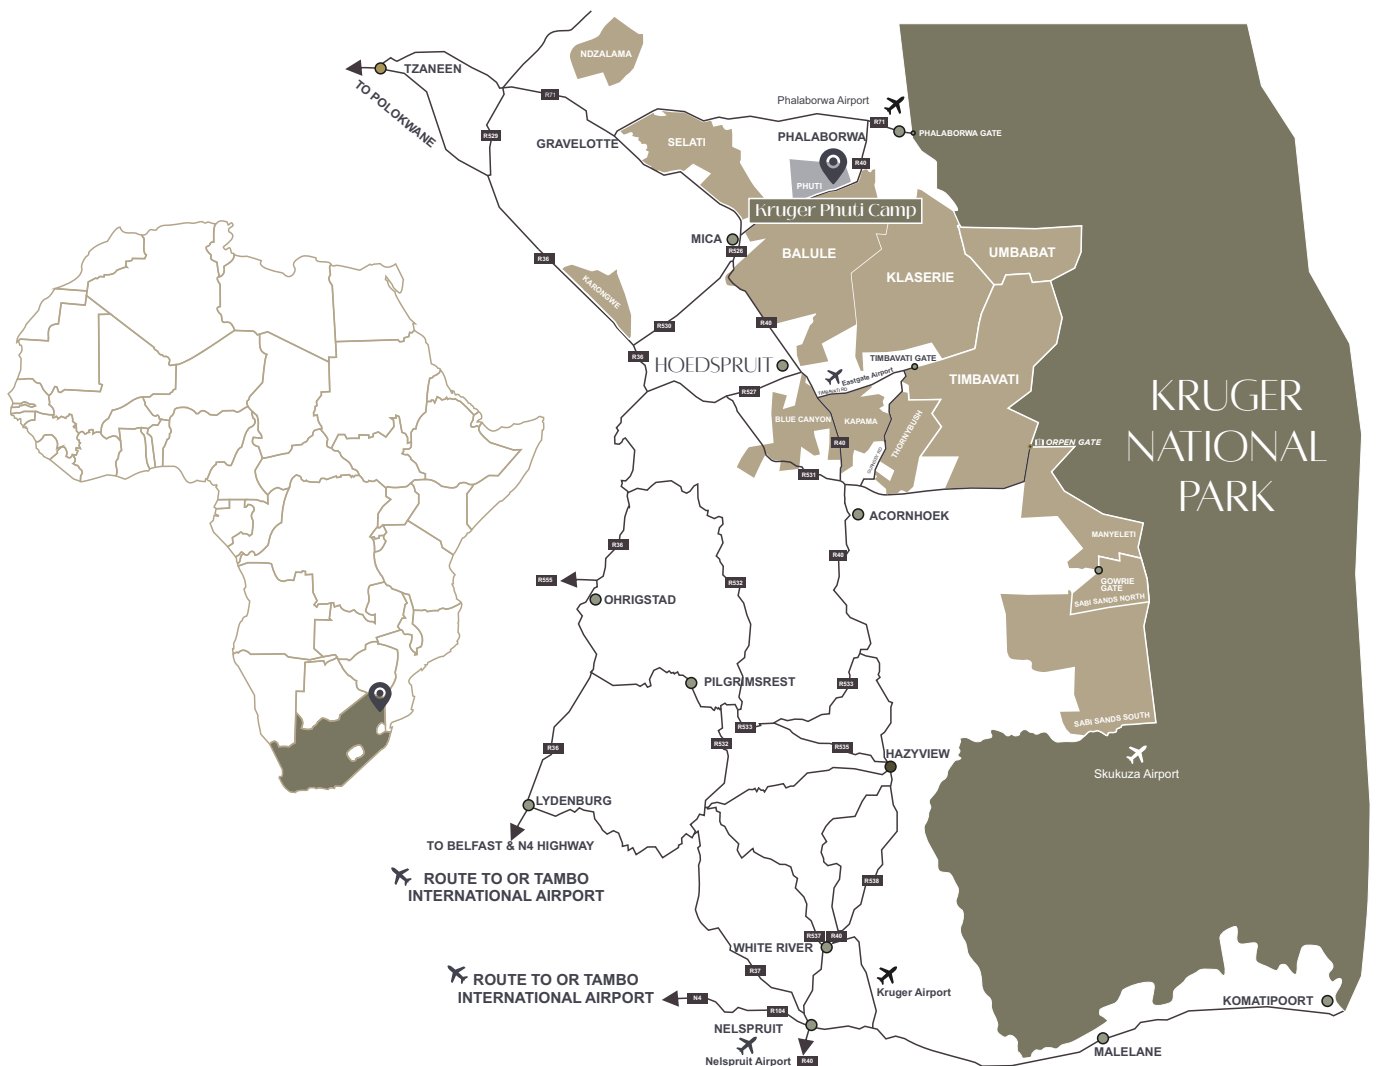 NDZALAMA
TZANEEN
TO POLOKWANE
R71
Phalaborwa Airport
R529
GRAVELOTTE
SELATI
PHALABORWA
R71
PHALABORWA GATE
R40
PHUTI
Kruger Phuti Camp
MICA
R526
BALULE
UMBABAT
R36
KARONGWE
KLASERIE
R530
R40
R36
HOEDSPRUIT
TIMBAVATI GATE
Eastgate Airport
TIMBAVATI RD
TIMBAVATI
R527
BLUE CANYON
KAPAMA
THORNYBUSH
R40
GUERNSEY RD
ORPEN GATE
KRUGER
NATIONAL
PARK
R531
ACORNHOEK
MANYELETI
R36
R40
R555
R532
GOWRIE
GATE
OHRIGSTAD
SABI SANDS NORTH
PILGRIMSREST
R533
SABI SANDS SOUTH
R533
R36
R532
R535
HAZYVIEW
Skukuza Airport
LYDENBURG
TO BELFAST & N4 HIGHWAY
ROUTE TO OR TAMBO
INTERNATIONAL AIRPORT
R538
R537
R40
WHITE RIVER
R37
ROUTE TO OR TAMBO
INTERNATIONAL AIRPORT
N4
Kruger Airport
R104
KOMATIPOORT
NELSPRUIT
Nelspruit Airport
R40
MALELANE